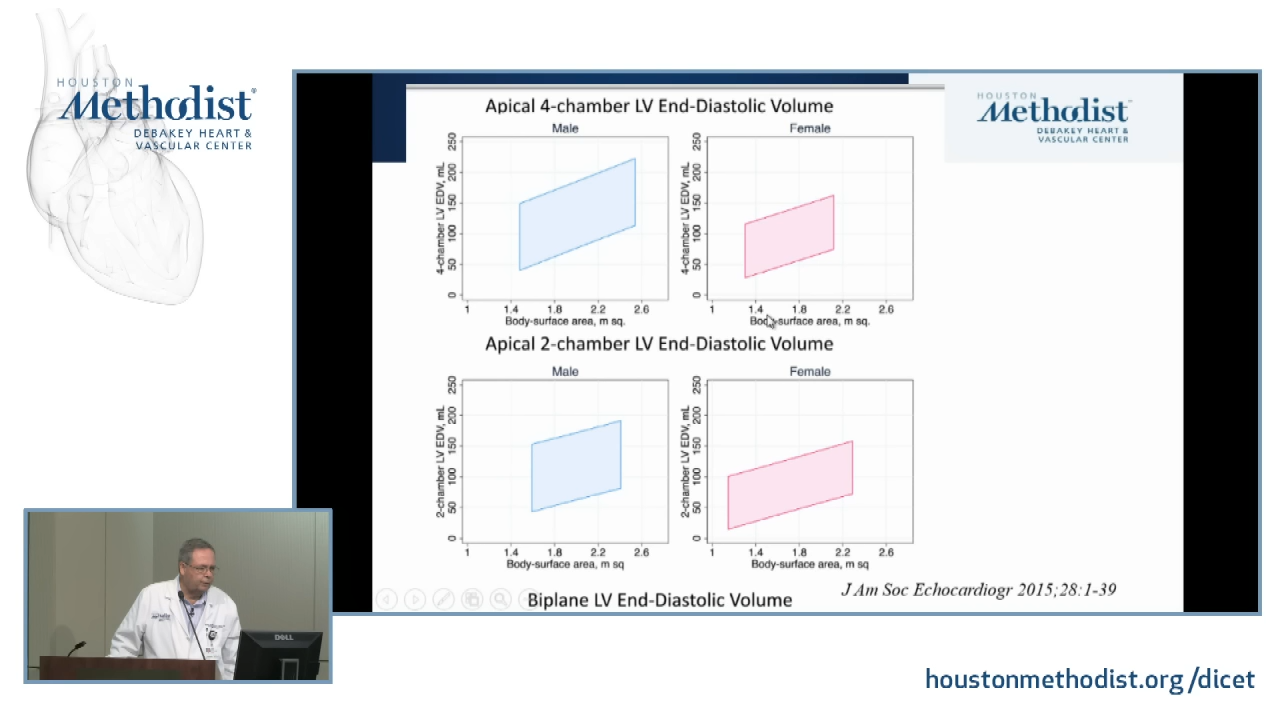 HOUSTON
Methodist®
DEBAKEY HEART &
VASCULAR CENTER
HOUSTON
Methodist
DEBAKEY HEART &
VASCULAR CENTER
Apical 4-chamber LV End-Diastolic Volume
Male
Female
4-chamber LV EDV, mL
250
200
150
100
50
0
1 1.4 1.8 2.2 2.6
Body-surface area, m sq.
4-chamber LV EDV, mL
250
200
150
100
50
0
1 1.4 1.8 2.2 2.6
Body-surface area, m sq.
Apical 2-chamber LV End-Diastolic Volume
Male
Female
2-chamber LV EDV, mL
250
200
150
100
50
0
1 1.4 1.8 2.2 2.6
Body-surface area, m sq
2-chamber LV EDV, mL
250
200
150
100
50
0
1 1.4 1.8 2.2 2.6
Body-surface area, m sq.
J Am Soc Echocardiogr 2015;28:1-39
Biplane LV End-Diastolic Volume
DELL
houstonmethodist.org/dicet